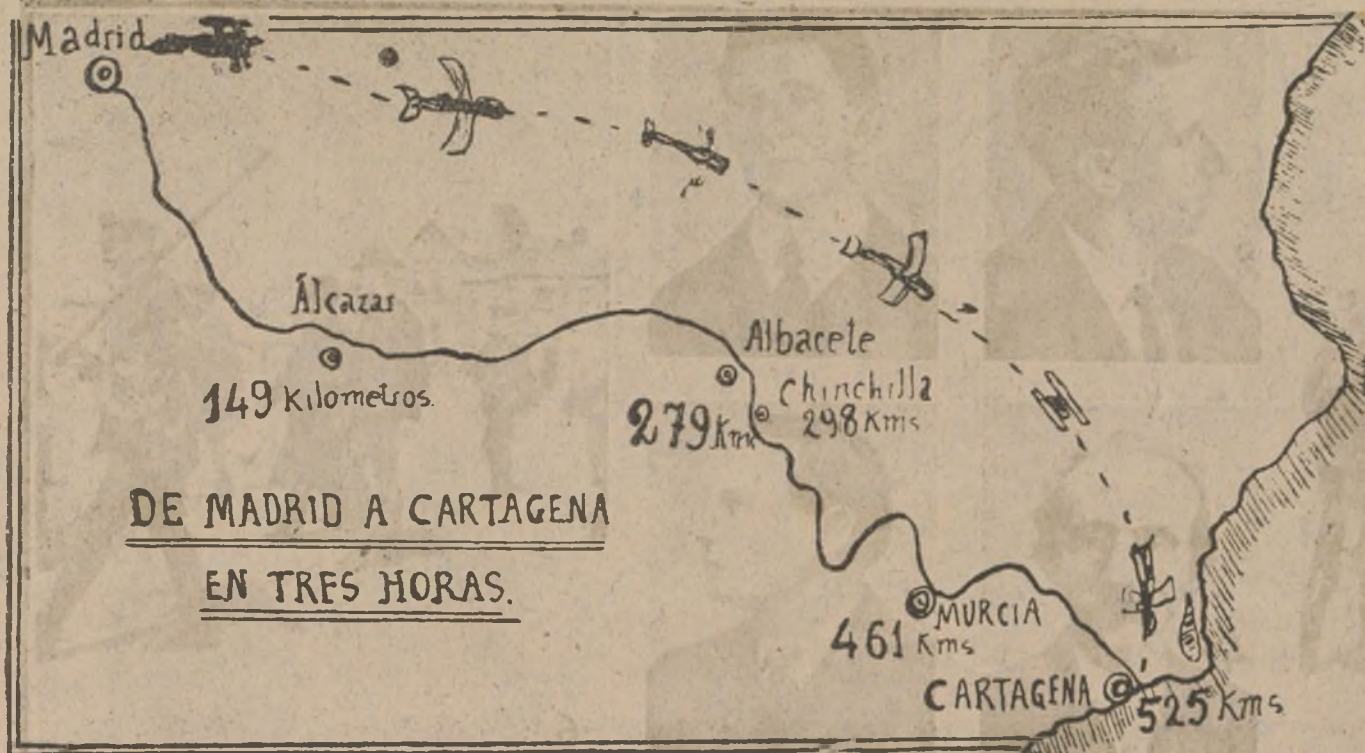 Madrid
Álcazar
149 Kilometros.
Albacete
279 Kms
Chinchilla
298 Kms
DE MADRID A CARTAGENA
EN TRES HORAS.
MURCIA
461 Kms
CARTAGENA
525 Kms